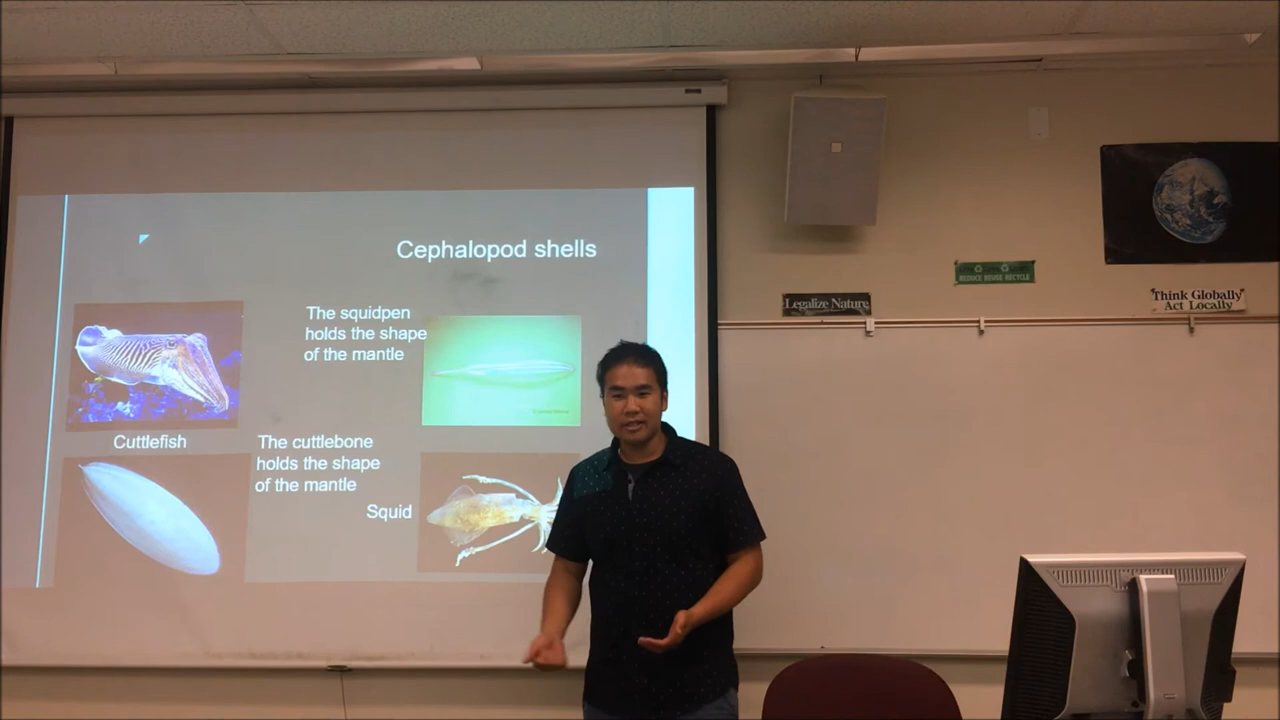 Cephalopod shells
The squidpen
holds the shape
of the mantle
Cuttlefish
The cuttlebone
holds the shape
of the mantle
Squid
Legalize Nature
REDUCE REUSE RECYCLE
Think Globally
Act Locally